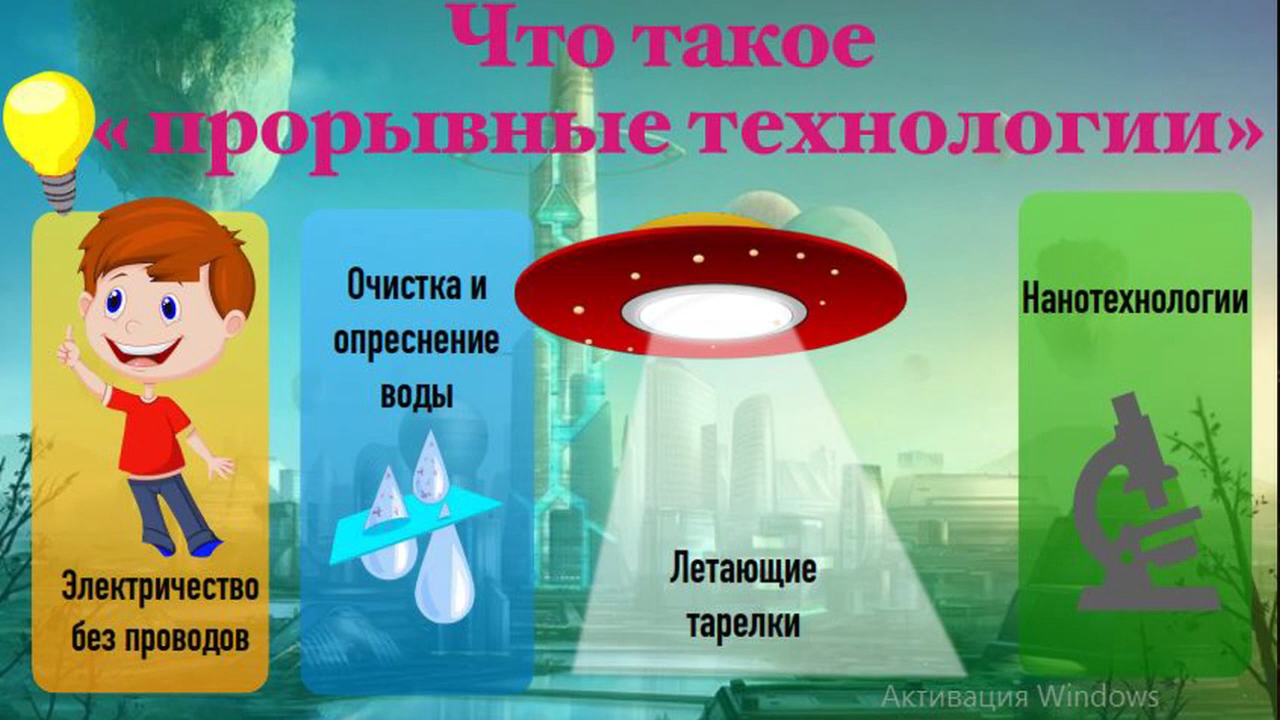 Что такое
« прорывные технологии»
Электричество
без проводов
Очистка и
опреснение
воды
Летающие
тарелки
Нанотехнологии
Активация Windows